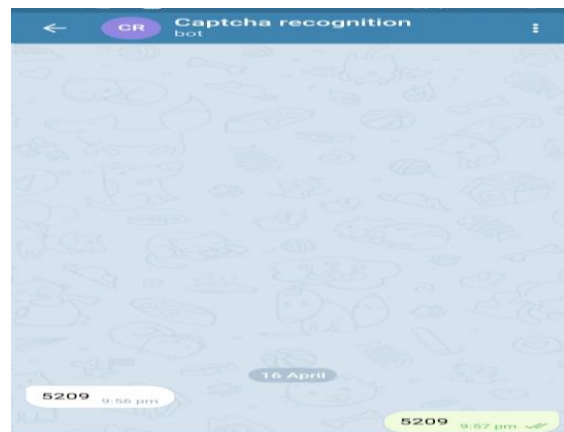 CR
Captcha recognition
bot
16 April
5209 9:56 pm
5209 9:57 pm